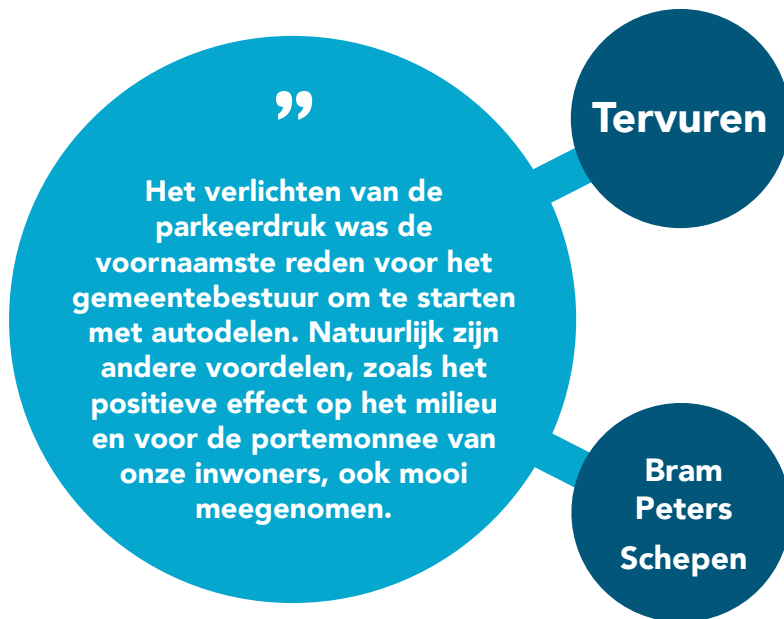 ”
Het verlichten van de
parkeerdruk was de
voornaamste reden voor het
gemeentebestuur om te starten
met autodelen. Natuurlijk zijn
andere voordelen, zoals het
positieve effect op het milieu
en voor de portemonnee van
onze inwoners, ook mooi
meegenomen.
Tervuren
Bram
Peters
Schepen